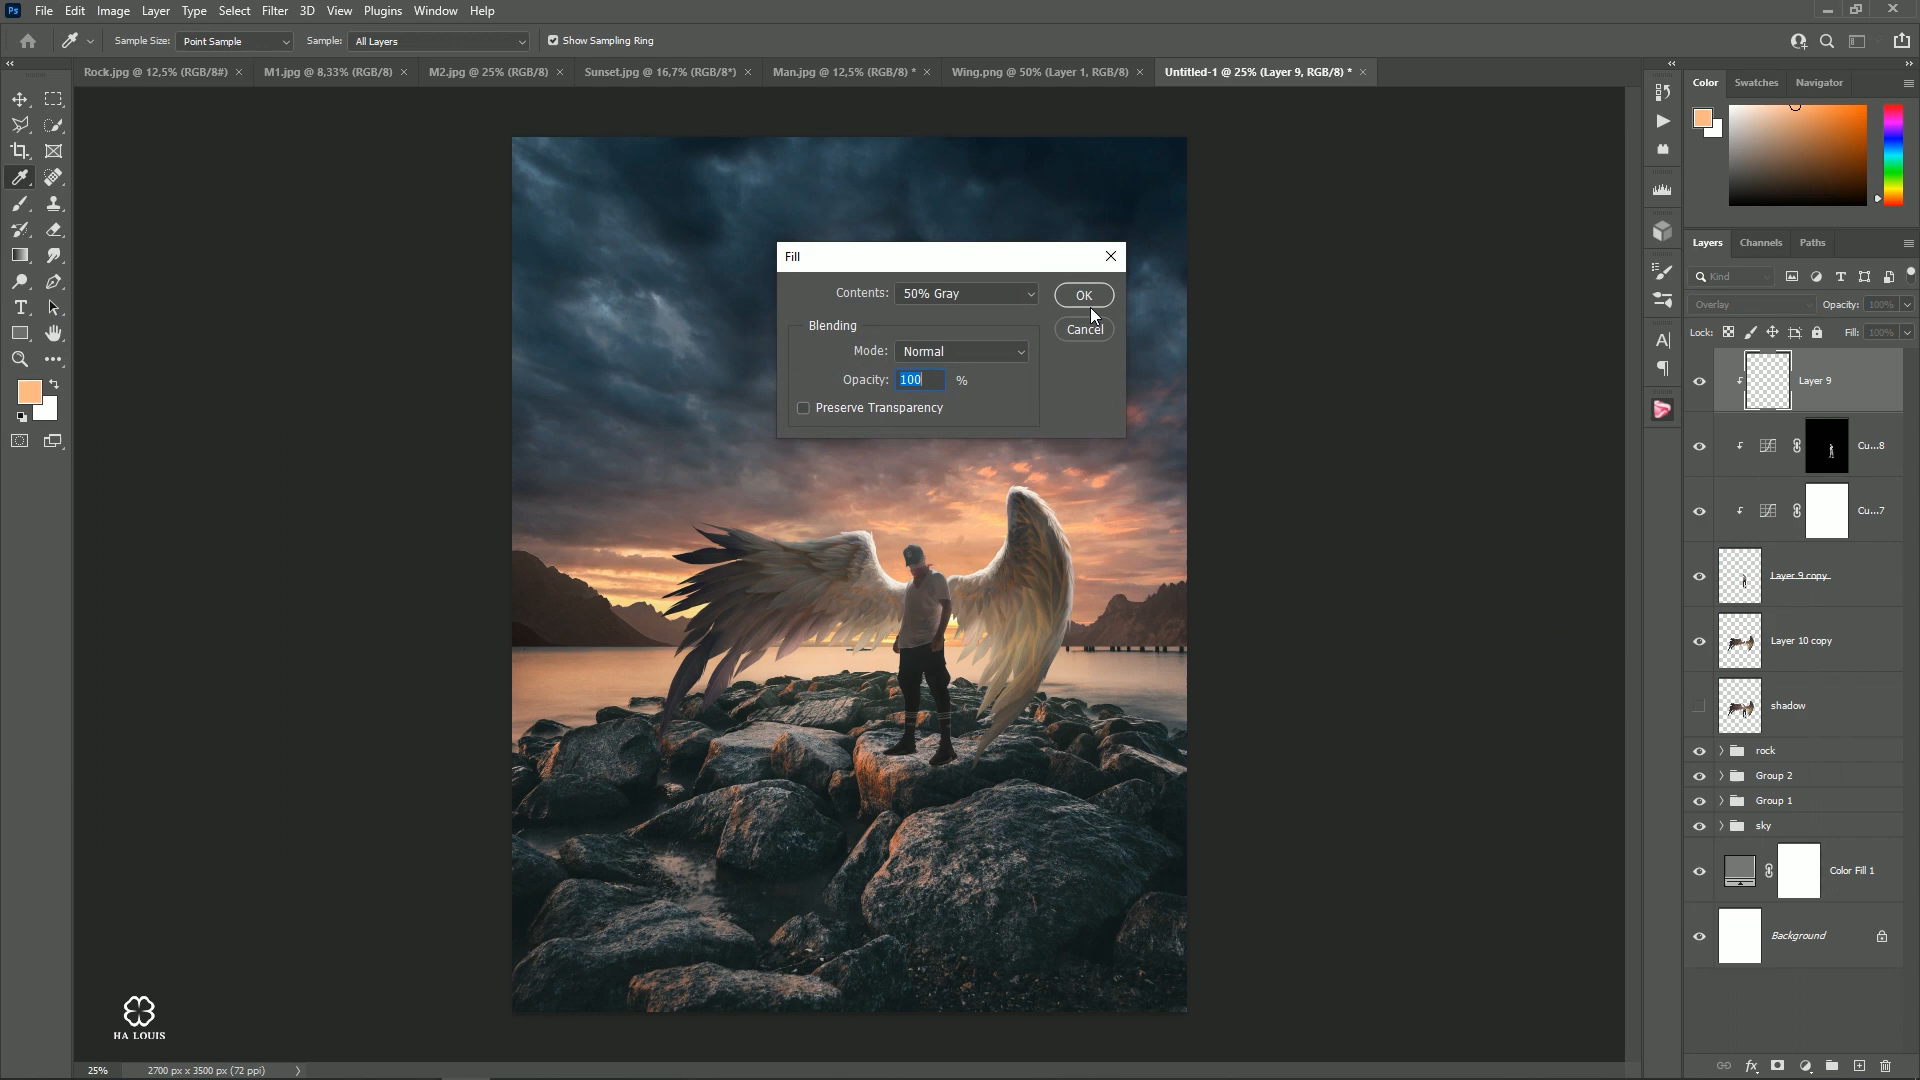 Ps File Edit Image Layer Type Select Filter 3D View Plugins Window Help
Sample Size: Point Sample Sample: All Layers Show Sampling Ring
Rock.jpg @ 12,5% (RGB/8#) M1.jpg @ 8,33% (RGB/8) M2.jpg @ 25% (RGB/8) Sunset.jpg @ 16,7% (RGB/8*) Man.jpg @ 12,5% (RGB/8) * Wing.png @ 50% (Layer 1, RGB/8) Untitled-1 @ 25% (Layer 9, RGB/8) *
Color Swatches Navigator
Fill
Contents: 50% Gray OK
Blending Cancel
Mode: Normal
Opacity: 100 %
Preserve Transparency
Layers Channels Paths
Kind
Overlay Opacity: 100%
Lock: Fill: 100%
Layer 9
Cu...8
Cu...7
Layer 9 copy
Layer 10 copy
shadow
rock
Group 2
Group 1
sky
Color Fill 1
Background
HA LOUIS
25% 2700 px x 3500 px (72 ppi)